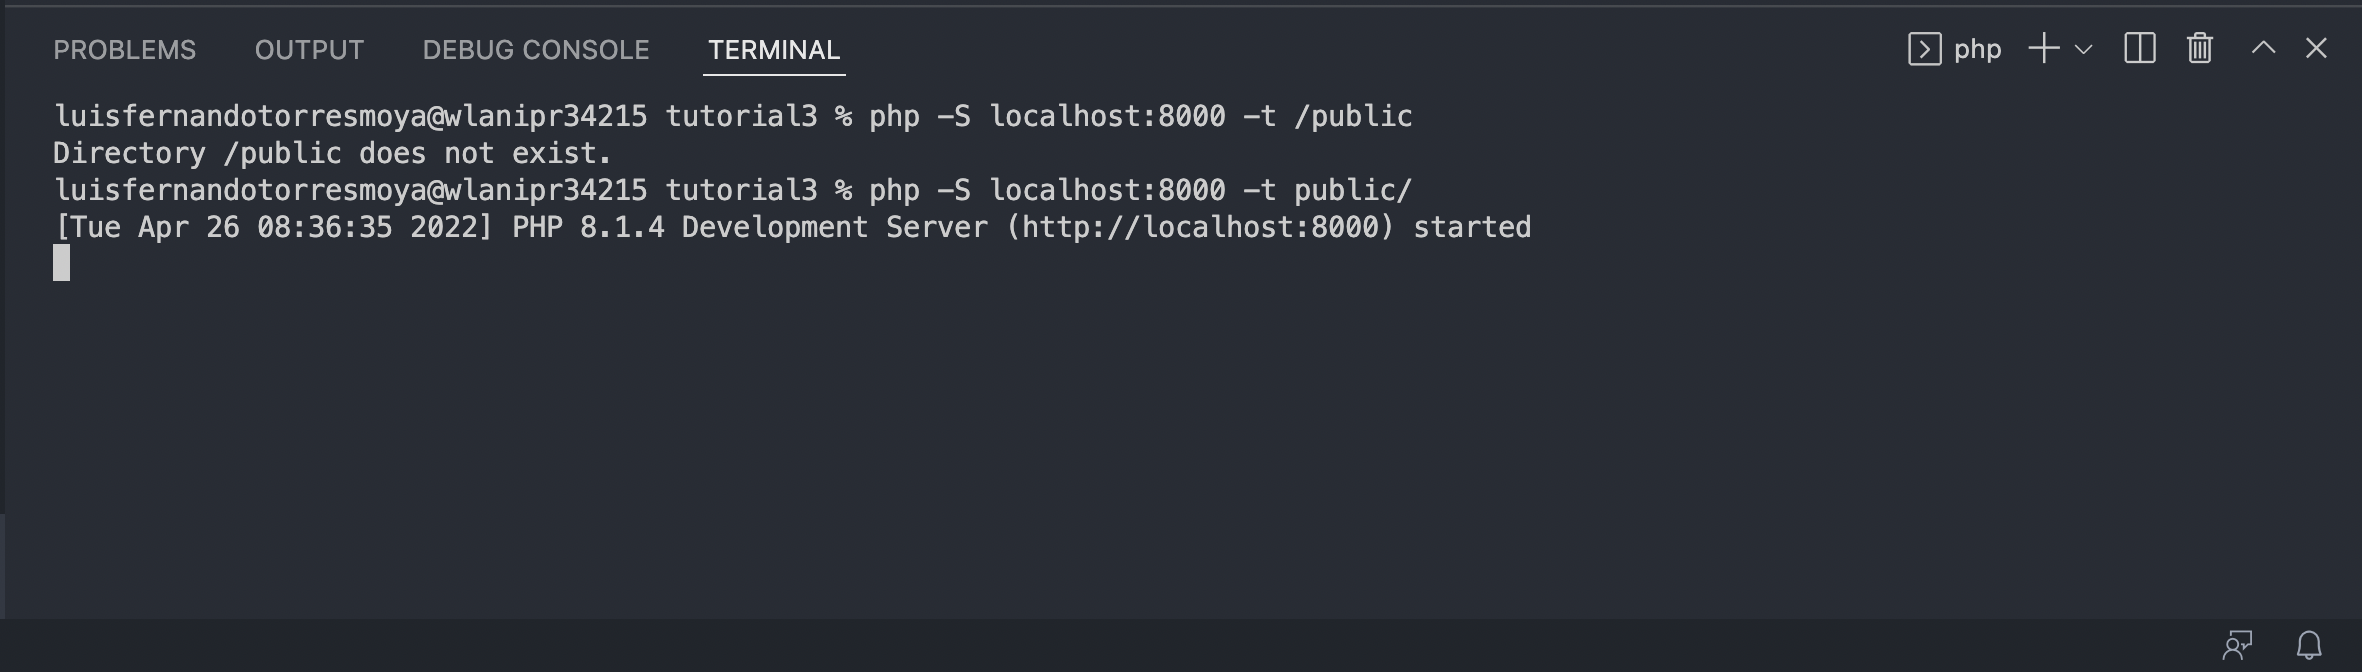 PROBLEMS OUTPUT DEBUG CONSOLE TERMINAL php
luisfernandotorresmoya@wlanipr34215 tutorial3 % php -S localhost:8000 -t /public
Directory /public does not exist.
luisfernandotorresmoya@wlanipr34215 tutorial3 % php -S localhost:8000 -t public/
[Tue Apr 26 08:36:35 2022] PHP 8.1.4 Development Server (http://localhost:8000) started